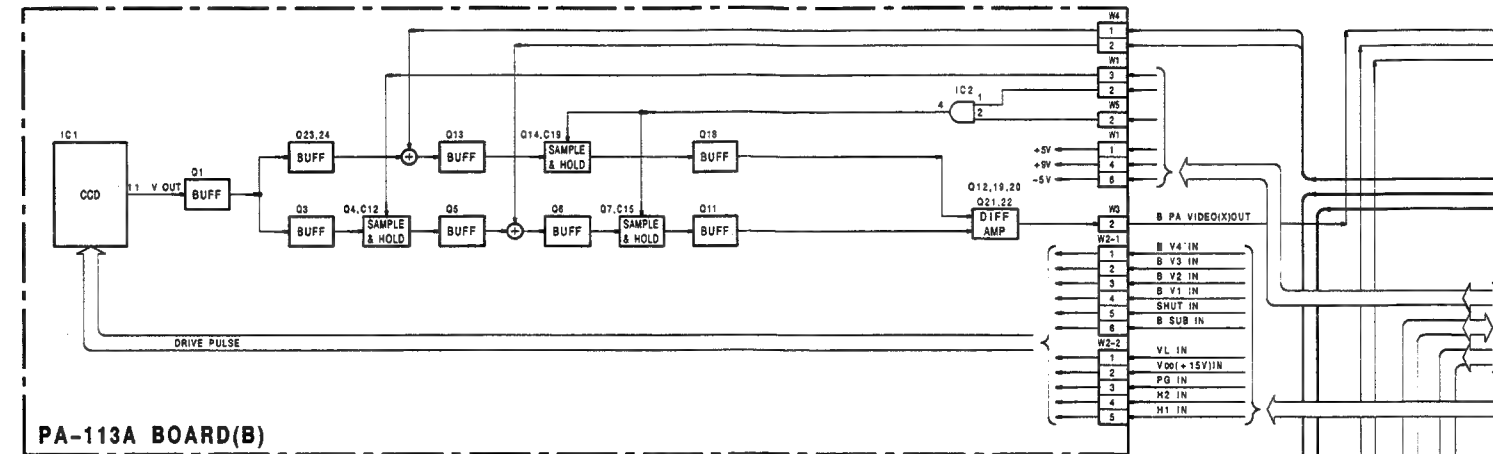 W4
1
2
W1
3
2
IC2
1
4
2
W5
2
IC1
CCD
11 V OUT
Q1
BUFF
Q23,24
BUFF
Q13
BUFF
Q14,C19
SAMPLE
& HOLD
Q18
BUFF
W1
+5V
1
+9V
4
-5V
6
Q3
BUFF
Q4,C12
SAMPLE
& HOLD
Q5
BUFF
Q6
BUFF
Q7,C15
SAMPLE
& HOLD
Q11
BUFF
Q12,19,20
Q21,22
DIFF
AMP
W3
2
B PA VIDEO(X)OUT
W2-1
1
B V4 IN
2
B V3 IN
3
B V2 IN
4
B V1 IN
5
SHUT IN
6
B SUB IN
W2-2
1
VL IN
2
VDD(+15V)IN
3
PG IN
4
H2 IN
5
H1 IN
DRIVE PULSE
PA-113A BOARD(B)